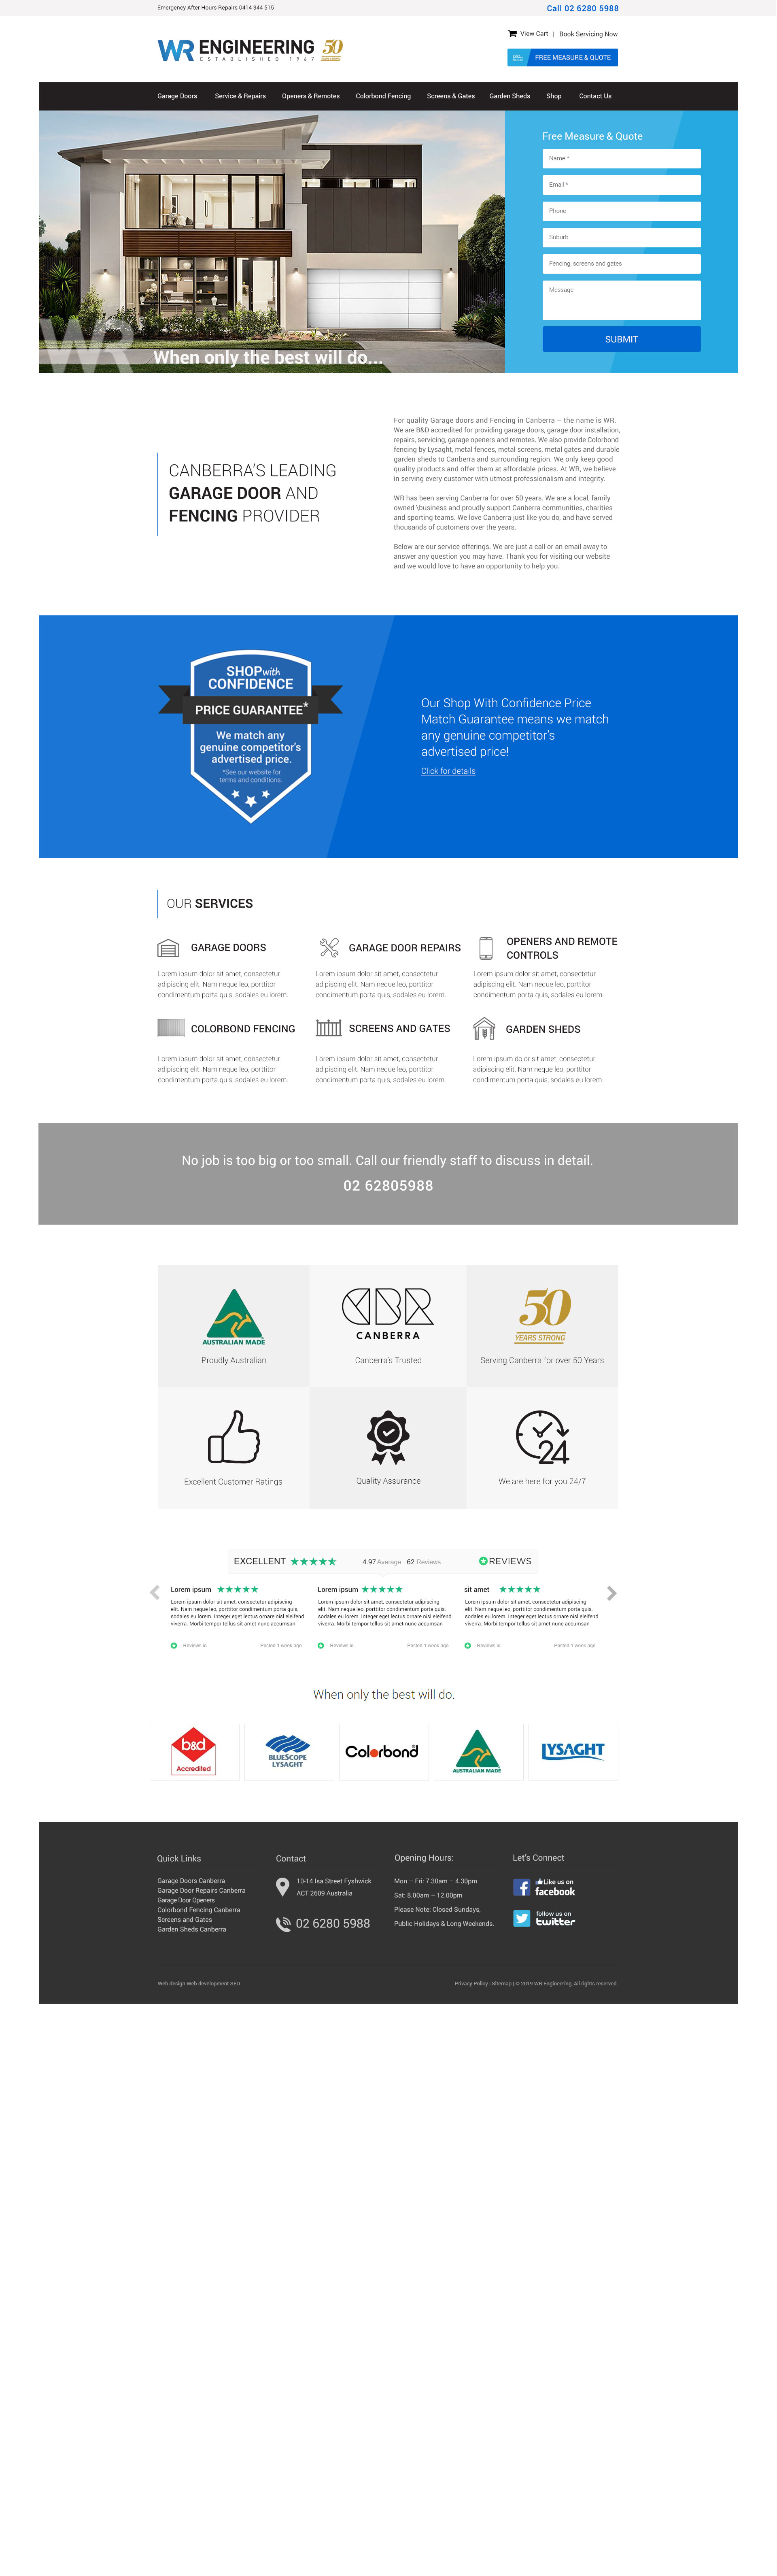 Emergency After Hours Repairs 0414 344 515
Call 02 6280 5988
WR ENGINEERING 50
ESTABLISHED 1967
View Cart | Book Servicing Now
FREE MEASURE & QUOTE
Garage Doors Service & Repairs Openers & Remotes Colorbond Fencing Screens & Gates Garden Sheds Shop Contact Us
WR
When only the best will do...
Free Measure & Quote
Name *
Email *
Phone
Suburb
Fencing, screens and gates
Message
SUBMIT
CANBERRA'S LEADING
GARAGE DOOR AND
FENCING PROVIDER
For quality Garage doors and Fencing in Canberra – the name is WR.
We are B&D accredited for providing garage doors, garage door installation,
repairs, servicing, garage openers and remotes. We also provide Colorbond
fencing by Lysaght, metal fences, metal screens, metal gates and durable
garden sheds to Canberra and surrounding region. We only keep good
quality products and offer them at affordable prices. At WR, we believe
in serving every customer with utmost professionalism and integrity.
WR has been serving Canberra for over 50 years. We are a local, family
owned \business and proudly support Canberra communities, charities
and sporting teams. We love Canberra just like you do, and have served
thousands of customers over the years.
Below are our service offerings. We are just a call or an email away to
answer any question you may have. Thank you for visiting our website
and we would love to have an opportunity to help you.
SHOP with
CONFIDENCE
PRICE GUARANTEE*
We match any
genuine competitor's
advertised price.
*See our website for
terms and conditions.
Our Shop With Confidence Price
Match Guarantee means we match
any genuine competitor's
advertised price!
Click for details
OUR SERVICES
GARAGE DOORS
Lorem ipsum dolor sit amet, consectetur
adipiscing elit. Nam neque leo, porttitor
condimentum porta quis, sodales eu lorem.
GARAGE DOOR REPAIRS
Lorem ipsum dolor sit amet, consectetur
adipiscing elit. Nam neque leo, porttitor
condimentum porta quis, sodales eu lorem.
OPENERS AND REMOTE
CONTROLS
Lorem ipsum dolor sit amet, consectetur
adipiscing elit. Nam neque leo, porttitor
condimentum porta quis, sodales eu lorem.
COLORBOND FENCING
Lorem ipsum dolor sit amet, consectetur
adipiscing elit. Nam neque leo, porttitor
condimentum porta quis, sodales eu lorem.
SCREENS AND GATES
Lorem ipsum dolor sit amet, consectetur
adipiscing elit. Nam neque leo, porttitor
condimentum porta quis, sodales eu lorem.
GARDEN SHEDS
Lorem ipsum dolor sit amet, consectetur
adipiscing elit. Nam neque leo, porttitor
condimentum porta quis, sodales eu lorem.
No job is too big or too small. Call our friendly staff to discuss in detail.
02 62805988
AUSTRALIAN MADE
Proudly Australian
CBR
CANBERRA
Canberra's Trusted
50
YEARS STRONG
Serving Canberra for over 50 Years
Excellent Customer Ratings
Quality Assurance
24
We are here for you 24/7
EXCELLENT 4.97 Average 62 Reviews REVIEWS
Lorem ipsum
Lorem ipsum dolor sit amet, consectetur adipiscing
elit. Nam neque leo, porttitor condimentum porta quis,
sodales eu lorem. Integer eget lectus ornare nisl eleifend
viverra. Morbi tempor tellus sit amet nunc accumsan
- Reviews.io Posted 1 week ago
Lorem ipsum
Lorem ipsum dolor sit amet, consectetur adipiscing
elit. Nam neque leo, porttitor condimentum porta quis,
sodales eu lorem. Integer eget lectus ornare nisl eleifend
viverra. Morbi tempor tellus sit amet nunc accumsan
- Reviews.io Posted 1 week ago
sit amet
Lorem ipsum dolor sit amet, consectetur adipiscing
elit. Nam neque leo, porttitor condimentum porta quis,
sodales eu lorem. Integer eget lectus ornare nisl eleifend
viverra. Morbi tempor tellus sit amet nunc accumsan
- Reviews.io Posted 1 week ago
When only the best will do.
b&d
Accredited
BLUESCOPE
LYSAGHT
Colorbond®
AUSTRALIAN MADE
LYSAGHT
Quick Links
Garage Doors Canberra
Garage Door Repairs Canberra
Garage Door Openers
Colorbond Fencing Canberra
Screens and Gates
Garden Sheds Canberra
Contact
10-14 Isa Street Fyshwick
ACT 2609 Australia
02 6280 5988
Opening Hours:
Mon – Fri: 7.30am – 4.30pm
Sat: 8.00am – 12.00pm
Please Note: Closed Sundays,
Public Holidays & Long Weekends.
Let's Connect
Like us on
facebook
follow us on
twitter
Web design Web development SEO
Privacy Policy | Sitemap | © 2019 WR Engineering, All rights reserved.